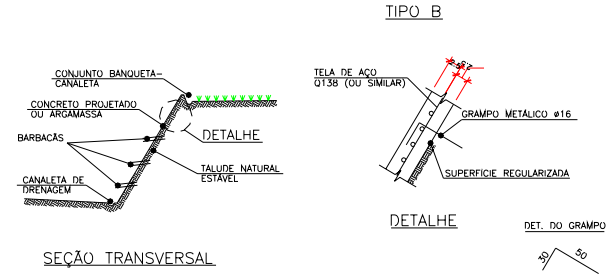 TIPO B
CONJUNTO BANQUETA-
CANALETA
CONCRETO PROJETADO
OU ARGAMASSA
DETALHE
BARBACÃS
TALUDE NATURAL
ESTÁVEL
CANALETA DE
DRENAGEM
SEÇÃO TRANSVERSAL
TELA DE AÇO
Q138 (OU SIMILAR)
GRAMPO METÁLICO ø16
SUPERFÍCIE REGULARIZADA
DETALHE
DET. DO GRAMPO
30
50